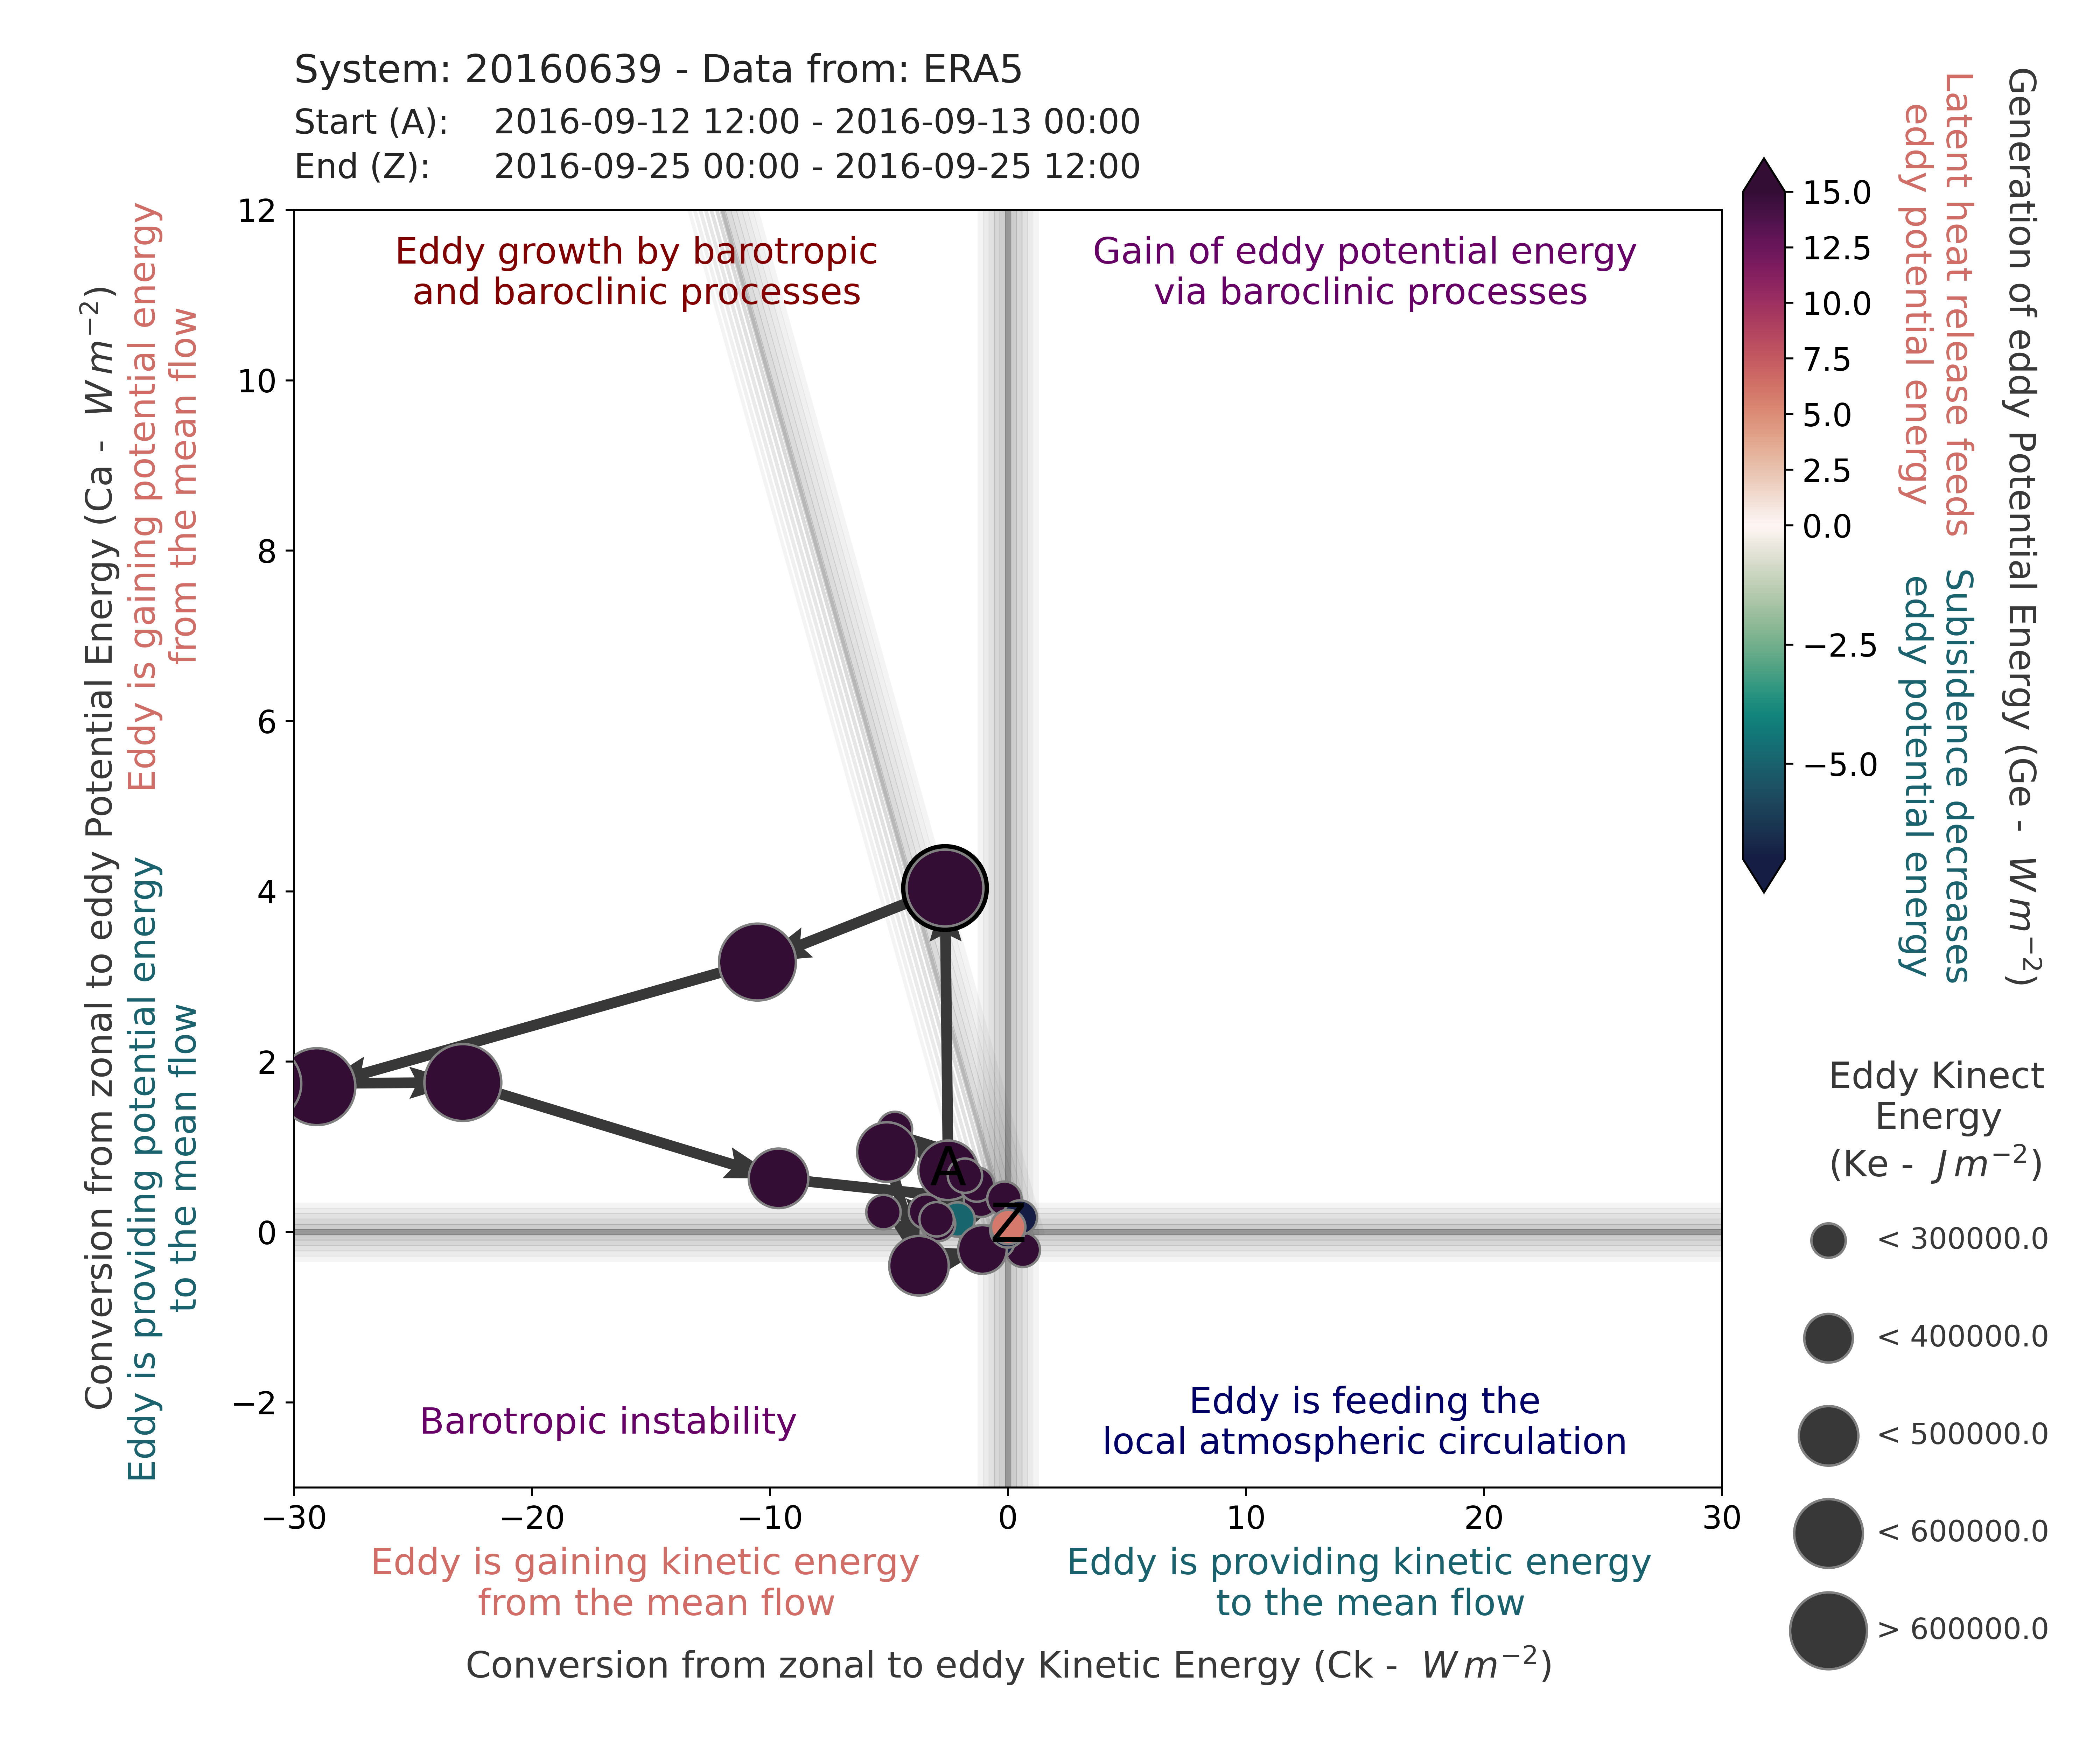 System: 20160639 - Data from: ERA5
Start (A): 2016-09-12 12:00 - 2016-09-13 00:00
End (Z): 2016-09-25 00:00 - 2016-09-25 12:00
Conversion from zonal to eddy Potential Energy (Ca - W m⁻²)
Eddy is gaining potential energy
from the mean flow
Eddy is providing potential energy
to the mean flow
12
10
8
6
4
2
0
−2
Eddy growth by barotropic
and baroclinic processes
Gain of eddy potential energy
via baroclinic processes
A
Z
Barotropic instability
Eddy is feeding the
local atmospheric circulation
−30
−20
−10
0
10
20
30
Eddy is gaining kinetic energy
from the mean flow
Eddy is providing kinetic energy
to the mean flow
Conversion from zonal to eddy Kinetic Energy (Ck - W m⁻²)
15.0
12.5
10.0
7.5
5.0
2.5
0.0
−2.5
−5.0
Latent heat release feeds
eddy potential energy
Subisidence decreases
eddy potential energy
Generation of eddy Potential Energy (Ge - W m⁻²)
Eddy Kinect
Energy
(Ke - J m⁻²)
< 300000.0
< 400000.0
< 500000.0
< 600000.0
> 600000.0